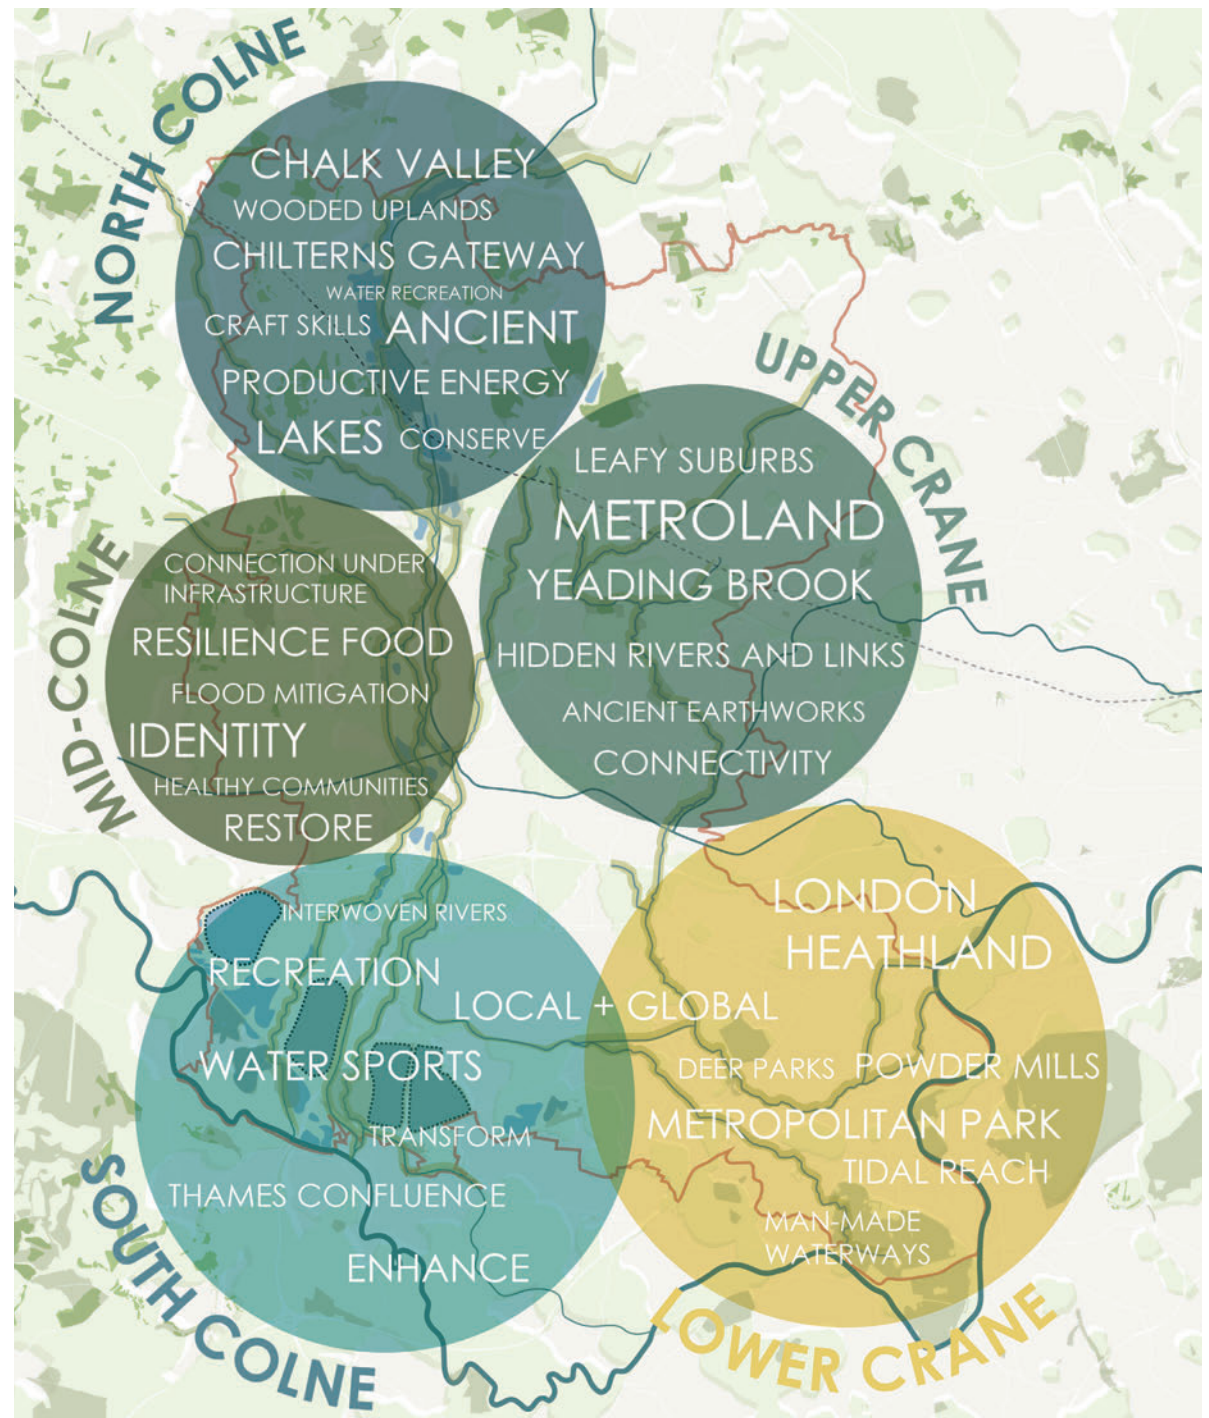 NORTH COLNE
CHALK VALLEY
WOODED UPLANDS
CHILTERNS GATEWAY
WATER RECREATION
CRAFT SKILLS ANCIENT
PRODUCTIVE ENERGY
LAKES CONSERVE
UPPER CRANE
LEAFY SUBURBS
METROLAND
YEADING BROOK
HIDDEN RIVERS AND LINKS
ANCIENT EARTHWORKS
CONNECTIVITY
MID-COLNE
CONNECTION UNDER
INFRASTRUCTURE
RESILIENCE FOOD
FLOOD MITIGATION
IDENTITY
HEALTHY COMMUNITIES
RESTORE
SOUTH COLNE
INTERWOVEN RIVERS
RECREATION
LOCAL + GLOBAL
WATER SPORTS
TRANSFORM
THAMES CONFLUENCE
ENHANCE
LONDON
HEATHLAND
DEER PARKS POWDER MILLS
METROPOLITAN PARK
TIDAL REACH
MAN-MADE
WATERWAYS
LOWER CRANE